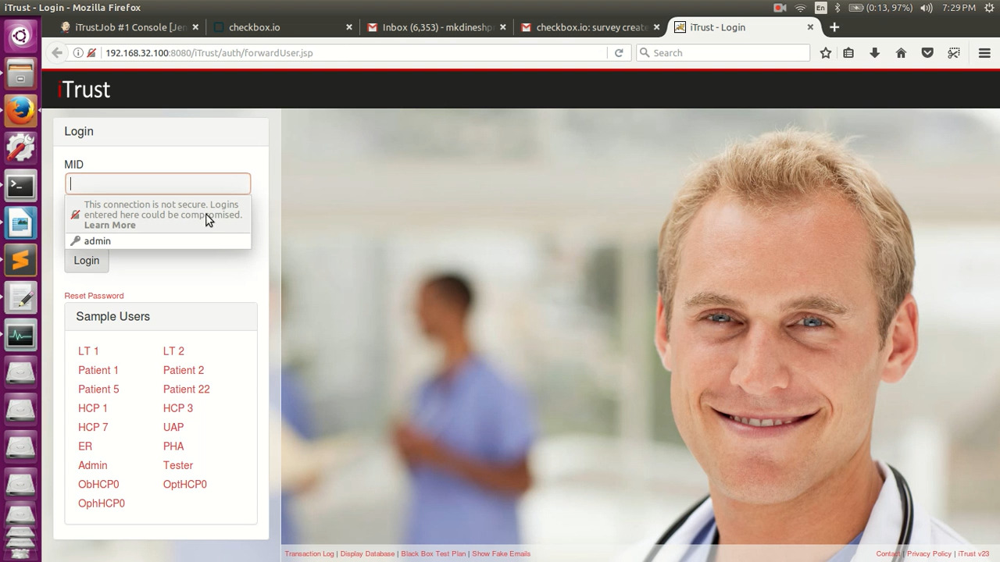 iTrust - Login - Mozilla Firefox
En (0:13, 97%) 7:29 PM
iTrustJob #1 Console [Jen
checkbox.io
Inbox (6,353) - mkdineshp
checkbox.io: survey create
iTrust - Login
192.168.32.100:8080/iTrust/auth/forwardUser.jsp
Search
iTrust
Login
MID
This connection is not secure. Logins
entered here could be compromised.
Learn More
admin
Login
Reset Password
Sample Users
LT 1 LT 2
Patient 1 Patient 2
Patient 5 Patient 22
HCP 1 HCP 3
HCP 7 UAP
ER PHA
Admin Tester
ObHCP0 OptHCP0
OphHCP0
Transaction Log | Display Database | Black Box Test Plan | Show Fake Emails
Contact | Privacy Policy | iTrust v23